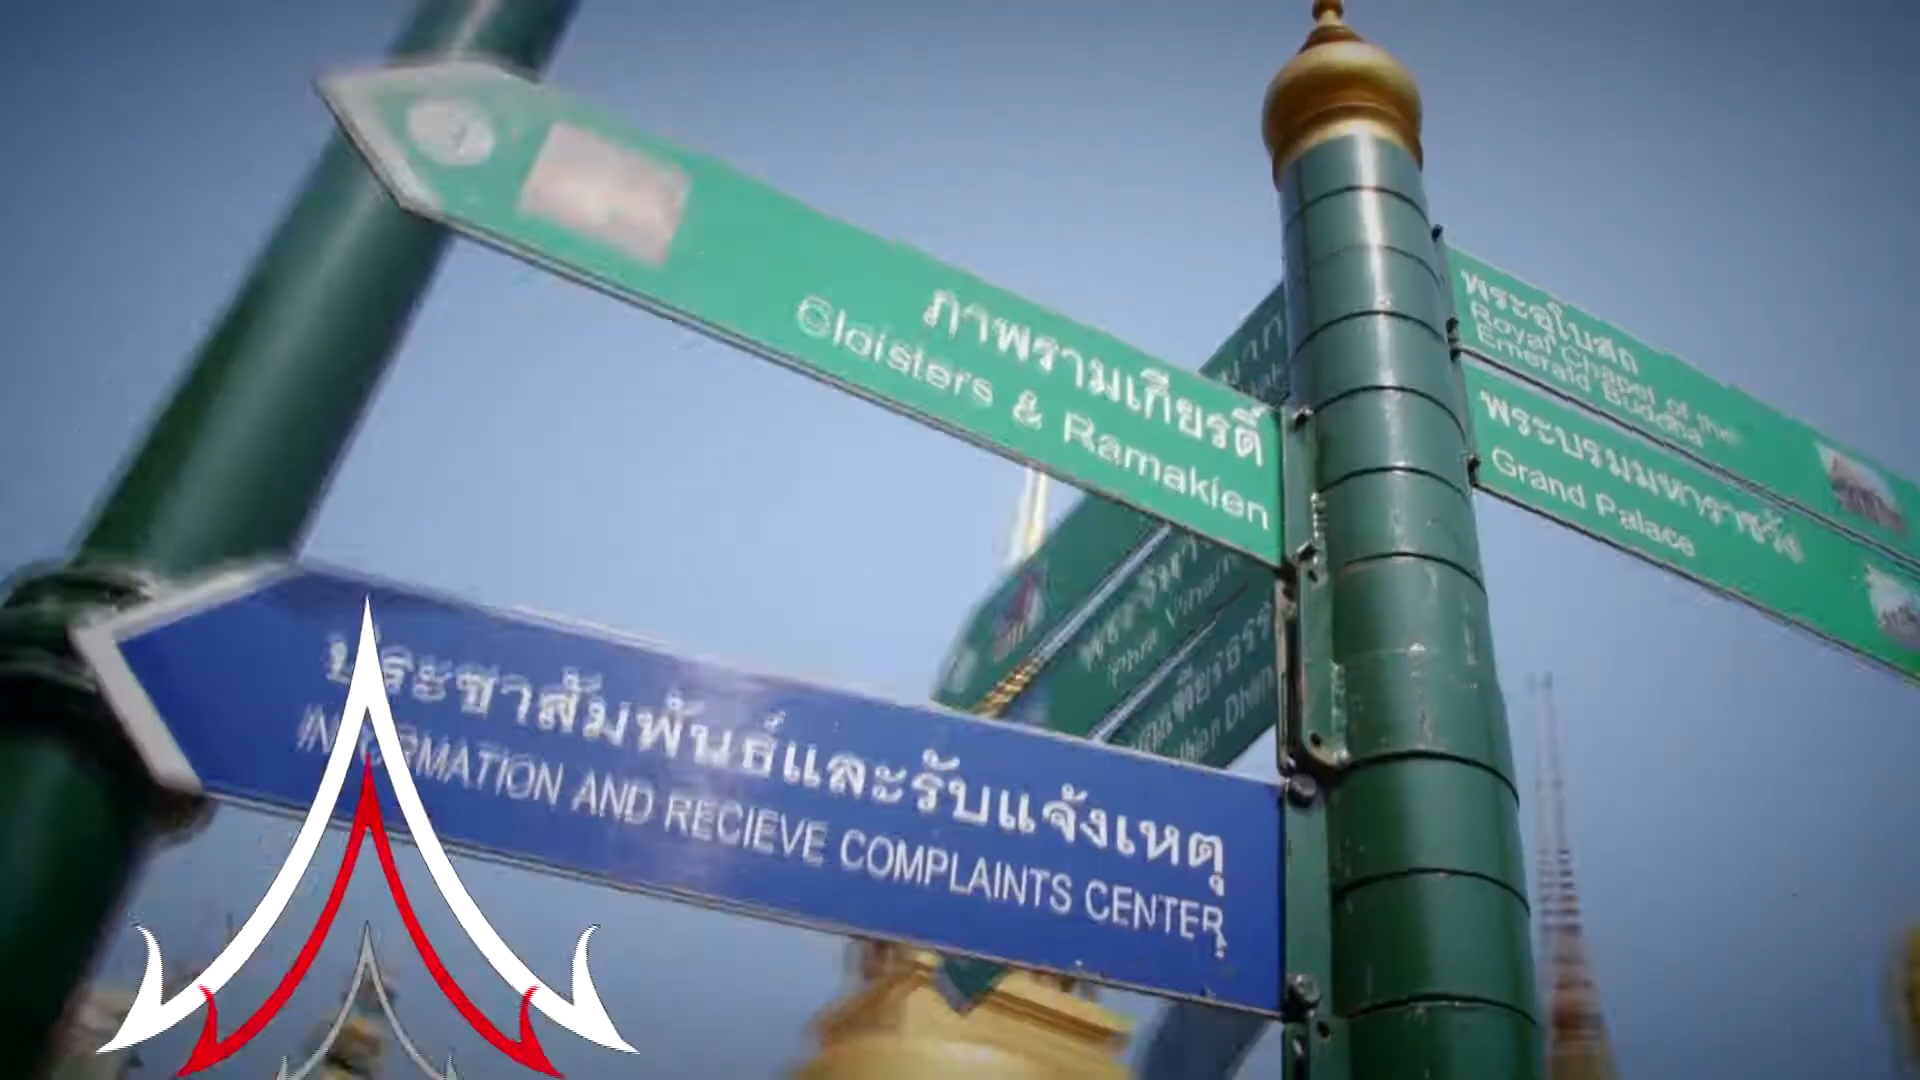 ภาพรามเกียรติ์
Cloisters & Ramakien
พระอุโบสถ
Royal Chapel of the
Emerald Buddha
พระบรมมหาราชวัง
Grand Palace
ประชาสัมพันธ์และรับแจ้งเหตุ
INFORMATION AND RECIEVE COMPLAINTS CENTER